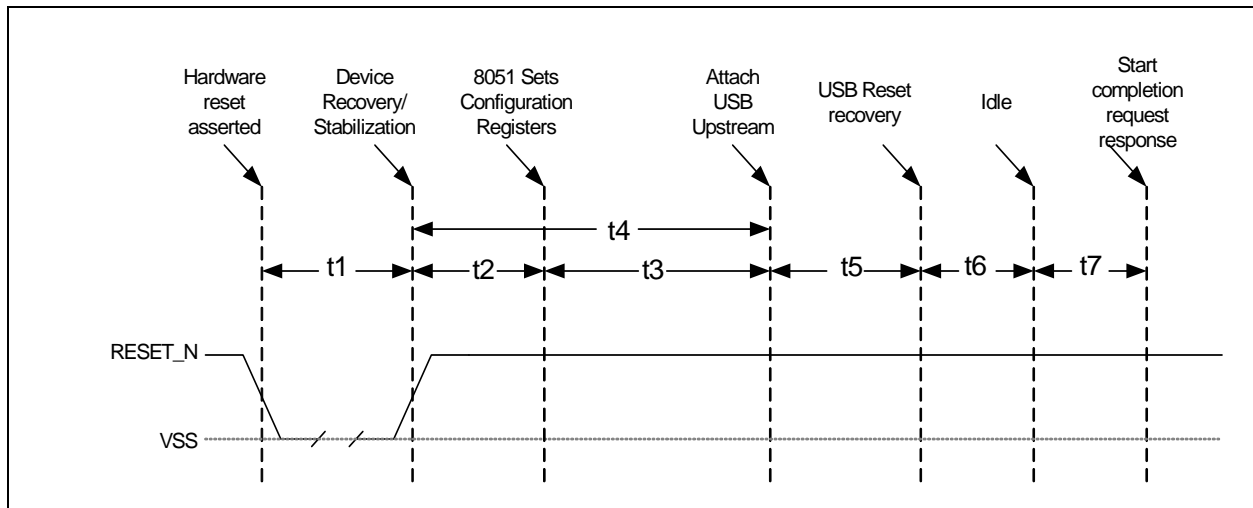 Hardware
reset
asserted
Device
Recovery/
Stabilization
8051 Sets
Configuration
Registers
Attach
USB
Upstream
USB Reset
recovery
Idle
Start
completion
request
response
t4
t1
t2
t3
t5
t6
t7
RESET_N
VSS